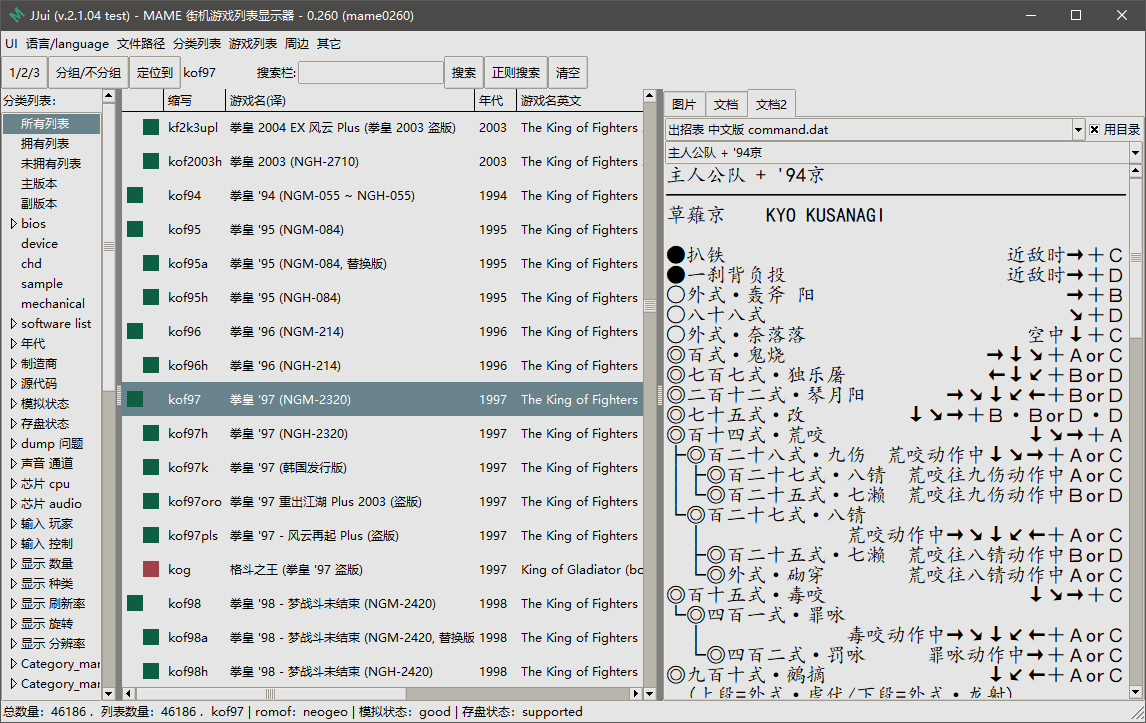 JJui (v.2.1.04 test) - MAME 街机游戏列表显示器 - 0.260 (mame0260)
UI 语言/language 文件路径 分类列表 游戏列表 周边 其它
1/2/3 分组/不分组 定位到 kof97 搜索栏: 搜索 正则搜索 清空
分类列表:
所有列表
拥有列表
未拥有列表
主版本
副版本
bios
device
chd
sample
mechanical
software list
年代
制造商
源代码
模拟状态
存盘状态
dump 问题
声音 通道
芯片 cpu
芯片 audio
输入 玩家
输入 控制
显示 数量
显示 种类
显示 刷新率
显示 旋转
显示 分辨率
Category_mar
Category_mar
缩写 游戏名(译) 年代 游戏名英文
kf2k3upl 拳皇 2004 EX 风云 Plus (拳皇 2003 盗版) 2003 The King of Fighters
kof2003h 拳皇 2003 (NGH-2710) 2003 The King of Fighters
kof94 拳皇 '94 (NGM-055 ~ NGH-055) 1994 The King of Fighters
kof95 拳皇 '95 (NGM-084) 1995 The King of Fighters
kof95a 拳皇 '95 (NGM-084, 替换版) 1995 The King of Fighters
kof95h 拳皇 '95 (NGH-084) 1995 The King of Fighters
kof96 拳皇 '96 (NGM-214) 1996 The King of Fighters
kof96h 拳皇 '96 (NGH-214) 1996 The King of Fighters
kof97 拳皇 '97 (NGM-2320) 1997 The King of Fighters
kof97h 拳皇 '97 (NGH-2320) 1997 The King of Fighters
kof97k 拳皇 '97 (韩国发行版) 1997 The King of Fighters
kof97oro 拳皇 '97 重出江湖 Plus 2003 (盗版) 1997 The King of Fighters
kof97pls 拳皇 '97 - 风云再起 Plus (盗版) 1997 The King of Fighters
kog 格斗之王 (拳皇 '97 盗版) 1997 King of Gladiator (bo
kof98 拳皇 '98 - 梦战斗未结束 (NGM-2420) 1998 The King of Fighters
kof98a 拳皇 '98 - 梦战斗未结束 (NGM-2420, 替换版 1998 The King of Fighters
kof98h 拳皇 '98 - 梦战斗未结束 (NGH-2420) 1998 The King of Fighters
图片 文档 文档2
出招表 中文版 command.dat 用目录
主人公队 + '94京
主人公队 + '94京
草薙京 KYO KUSANAGI
●扒铁 近敌时→+C
●一刹背负投 近敌时→+D
○外式·轰斧 阳 →+B
○八十八式 ↘+D
○外式·奈落落 空中↓+C
◎百式·鬼烧 →↓↘+AorC
◎七百七式·独乐屠 ←↓↙+BorD
◎二百十二式·琴月阳 →↘↓↙←+BorD
◎七十五式·改 ↓↘→+B·BorD·D
◎百十四式·荒咬 ↓↘→+A
├◎百二十八式·九伤 荒咬动作中↓↘→+AorC
│├◎百二十七式·八锖 荒咬往九伤动作中AorC
│└◎百二十五式·七濑 荒咬往九伤动作中BorD
└◎百二十七式·八锖
│ 荒咬动作中→↘↓↙←+AorC
├◎百二十五式·七濑 荒咬往八锖动作中BorD
└◎外式·砌穿 荒咬往八锖动作中AorC
◎百十五式·毒咬 ↓↘→+C
└◎四百一式·罪咏
│ 毒咬动作中→↘↓↙←+AorC
└◎四百二式·罚咏 罪咏动作中→+AorC
◎九百十式·鵺摘 ↓↙←+AorC
(上段=外式·虎伏/下段=外式·龙射)
总数量: 46186 . 列表数量: 46186 . kof97 | romof: neogeo | 模拟状态: good | 存盘状态: supported